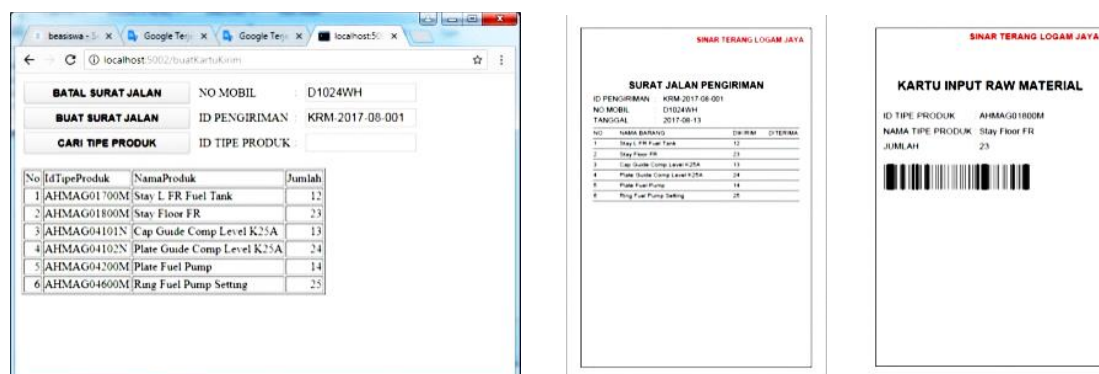 beasiswa - S
Google Terj
Google Terj
localhost:50
localhost:5002/buatKartuKirim
BATAL SURAT JALAN NO MOBIL : D1024WH
BUAT SURAT JALAN ID PENGIRIMAN : KRM-2017-08-001
CARI TIPE PRODUK ID TIPE PRODUK :
No IdTipeProduk NamaProduk Jumlah
1 AHMAG01700M Stay L FR Fuel Tank 12
2 AHMAG01800M Stay Floor FR 23
3 AHMAG04101N Cap Guide Comp Level K25A 13
4 AHMAG04102N Plate Guide Comp Level K25A 24
5 AHMAG04200M Plate Fuel Pump 14
6 AHMAG04600M Ring Fuel Pump Setting 25
SINAR TERANG LOGAM JAYA
SURAT JALAN PENGIRIMAN
ID PENGIRIMAN KRM-2017-08-001
NO MOBIL D1024WH
TANGGAL 2017-08-13
NO NAMA BARANG DIKIRIM DITERIMA
1 Stay L FR Fuel Tank 12
2 Stay Floor FR 23
3 Cap Guide Comp Level K25A 13
4 Plate Guide Comp Level K25A 24
5 Plate Fuel Pump 14
6 Ring Fuel Pump Setting 25
SINAR TERANG LOGAM JAYA
KARTU INPUT RAW MATERIAL
ID TIPE PRODUK AHMAG01800M
NAMA TIPE PRODUK Stay Floor FR
JUMLAH 23